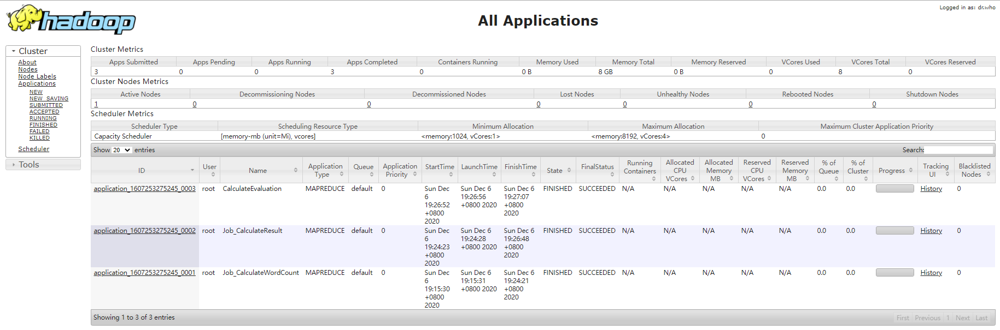 hadoop
Logged in as: dr.who
All Applications
Cluster
About
Nodes
Node Labels
Applications
NEW
NEW_SAVING
SUBMITTED
ACCEPTED
RUNNING
FINISHED
FAILED
KILLED
Scheduler
Tools
Cluster Metrics
Apps Submitted Apps Pending Apps Running Apps Completed Containers Running Memory Used Memory Total Memory Reserved VCores Used VCores Total VCores Reserved
3 0 0 3 0 0 B 8 GB 0 B 0 8 0
Cluster Nodes Metrics
Active Nodes Decommissioning Nodes Decommissioned Nodes Lost Nodes Unhealthy Nodes Rebooted Nodes Shutdown Nodes
1 0 0 0 0 0 0
Scheduler Metrics
Scheduler Type Scheduling Resource Type Minimum Allocation Maximum Allocation Maximum Cluster Application Priority
Capacity Scheduler [memory-mb (unit=Mi), vcores] <memory:1024, vCores:1> <memory:8192, vCores:4> 0
Show 20 entries Search:
ID User Name Application Type Queue Application Priority StartTime LaunchTime FinishTime State FinalStatus Running Containers Allocated CPU VCores Allocated Memory MB Reserved CPU VCores Reserved Memory MB % of Queue % of Cluster Progress Tracking UI Blacklisted Nodes
application_1607253275245_0003 root CalculateEvaluation MAPREDUCE default 0 Sun Dec 6 19:26:52 +0800 2020 Sun Dec 6 19:26:56 +0800 2020 Sun Dec 6 19:27:07 +0800 2020 FINISHED SUCCEEDED N/A N/A N/A N/A N/A 0.0 0.0 History 0
application_1607253275245_0002 root Job_CalculateResult MAPREDUCE default 0 Sun Dec 6 19:24:23 +0800 2020 Sun Dec 6 19:24:28 +0800 2020 Sun Dec 6 19:26:48 +0800 2020 FINISHED SUCCEEDED N/A N/A N/A N/A N/A 0.0 0.0 History 0
application_1607253275245_0001 root Job_CalculateWordCount MAPREDUCE default 0 Sun Dec 6 19:15:30 +0800 2020 Sun Dec 6 19:15:31 +0800 2020 Sun Dec 6 19:24:21 +0800 2020 FINISHED SUCCEEDED N/A N/A N/A N/A N/A 0.0 0.0 History 0
Showing 1 to 3 of 3 entries First Previous 1 Next Last